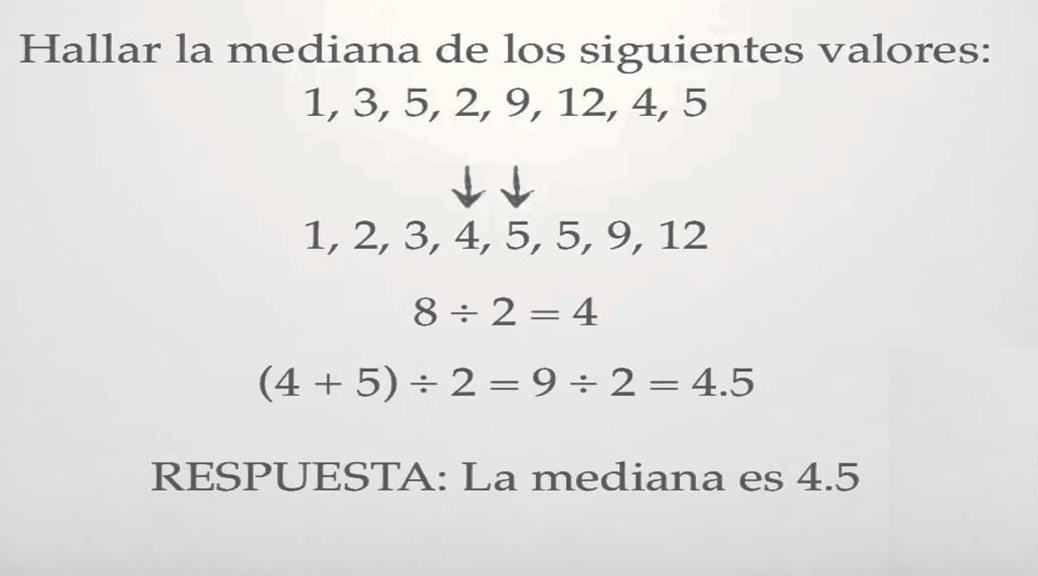 Hallar la mediana de los siguientes valores:
1, 3, 5, 2, 9, 12, 4, 5
1, 2, 3, 4, 5, 5, 9, 12
8 ÷ 2 = 4
(4 + 5) ÷ 2 = 9 ÷ 2 = 4.5
RESPUESTA: La mediana es 4.5